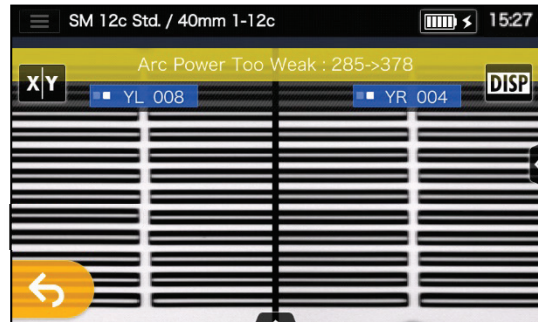 SM 12c Std. / 40mm 1-12c 15:27
Arc Power Too Weak : 285->378
X|Y DISP
YL 008 YR 004